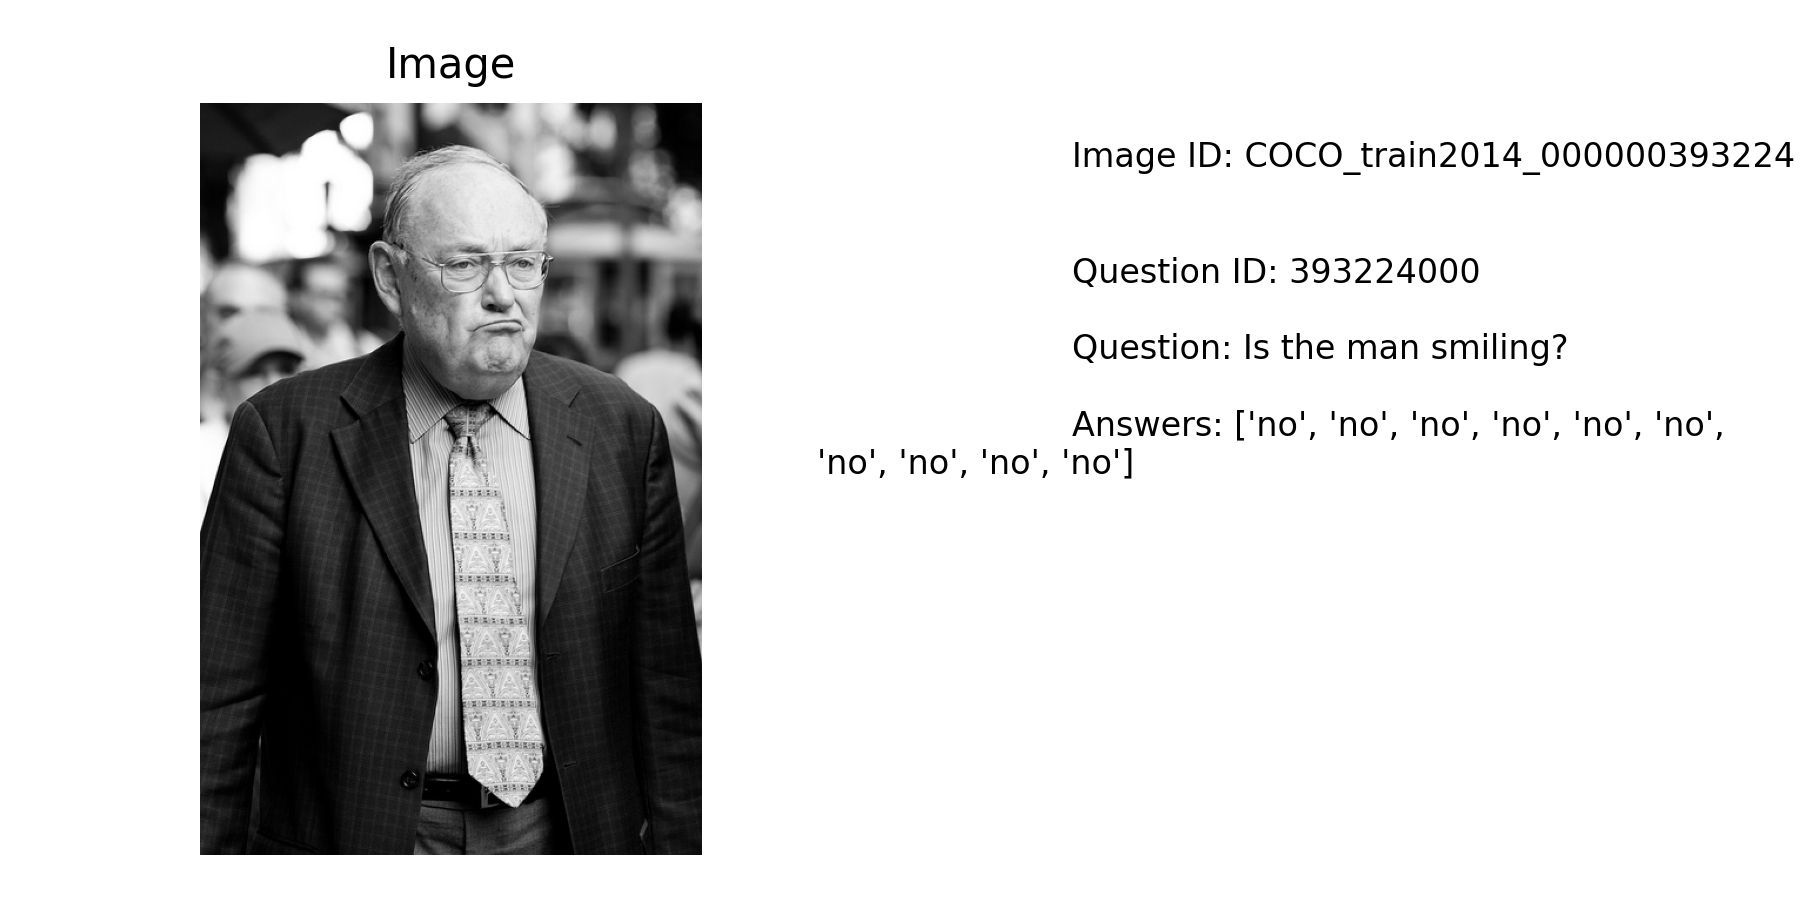 Image
Image ID: COCO_train2014_000000393224
Question ID: 393224000
Question: Is the man smiling?
Answers: ['no', 'no', 'no', 'no', 'no', 'no',
'no', 'no', 'no', 'no']